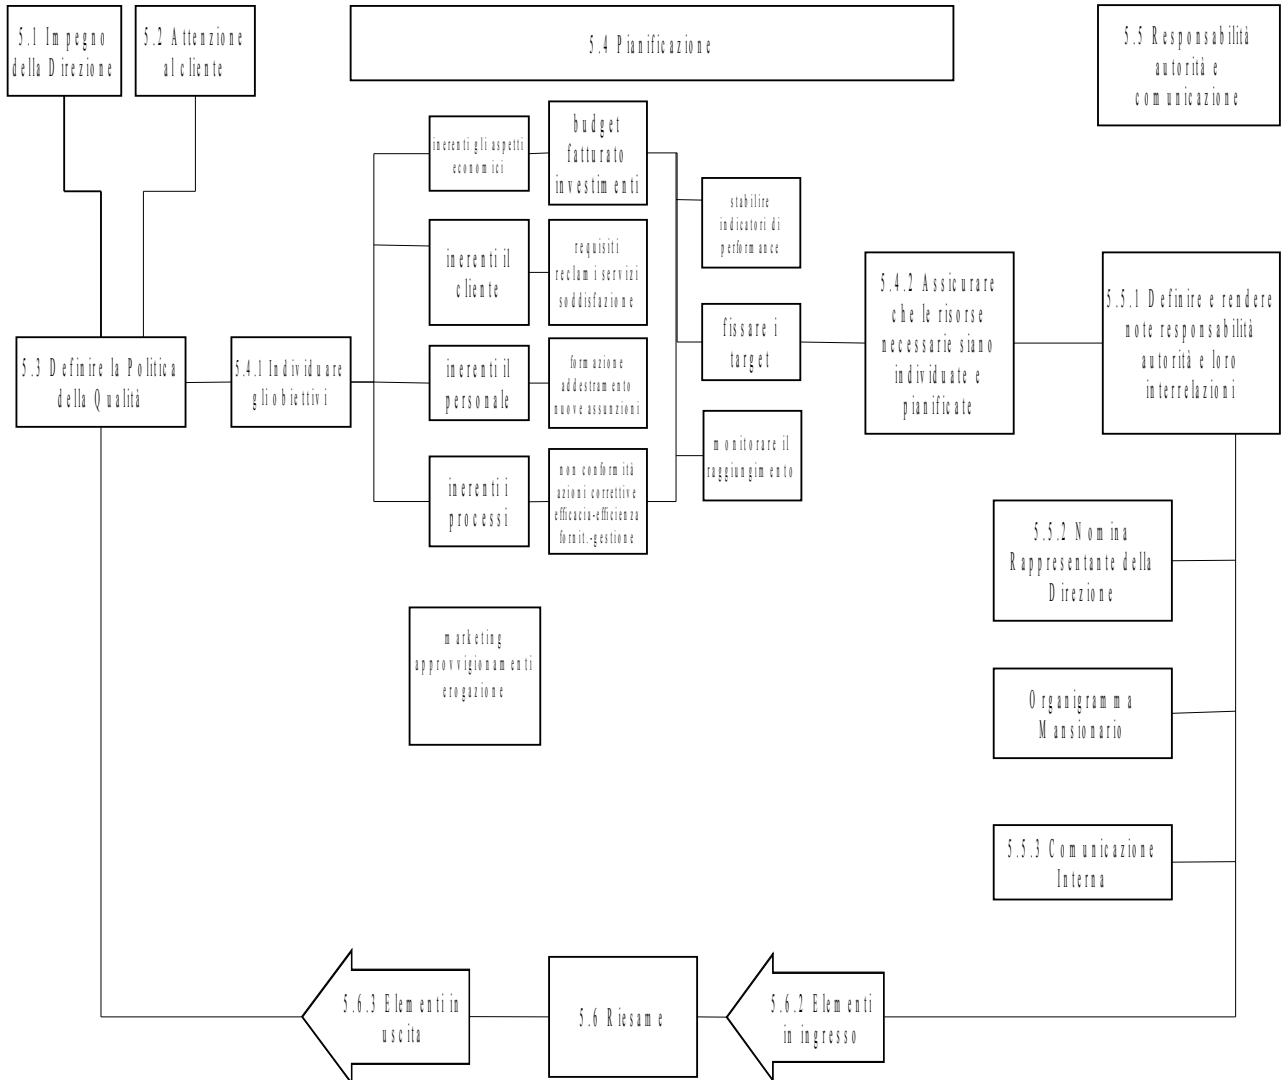 5.1 Impegno
della Direzione
5.2 Attenzione
al cliente
5.4 Pianificazione
5.5 Responsabilità
autorità e
comunicazione
inerenti gli aspetti
economici
budget
fatturato
investimenti
stabilire
indicatori di
performance
inerenti il
cliente
requisiti
reclami servizi
soddisfazione
5.4.2 Assicurare
che le risorse
necessarie siano
individuate e
pianificate
5.5.1 Definire e rendere
note responsabilità
autorità e loro
interrelazioni
fissare i
target
5.3 Definire la Politica
della Qualità
5.4.1 Individuare
gli obiettivi
inerenti il
personale
formazione
addestramento
nuove assunzioni
monitorare il
raggiungimento
inerenti i
processi
non conformità
azioni correttive
efficacia-efficienza
fornit.-gestione
5.5.2 Nomina
Rappresentante della
Direzione
marketing
approvvigionamenti
erogazione
Organigramma
Mansionario
5.5.3 Comunicazione
Interna
5.6.3 Elementi in
uscita
5.6 Riesame
5.6.2 Elementi
in ingresso